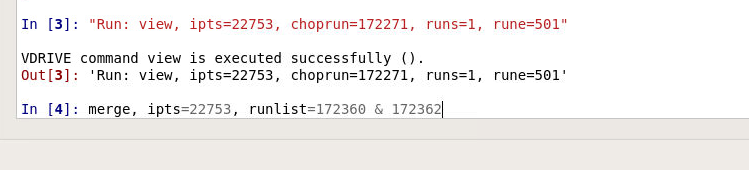 In [3]: "Run: view, ipts=22753, choprun=172271, runs=1, rune=501"
VDRIVE command view is executed successfully ().
Out[3]: 'Run: view, ipts=22753, choprun=172271, runs=1, rune=501'
In [4]: merge, ipts=22753, runlist=172360 & 172362